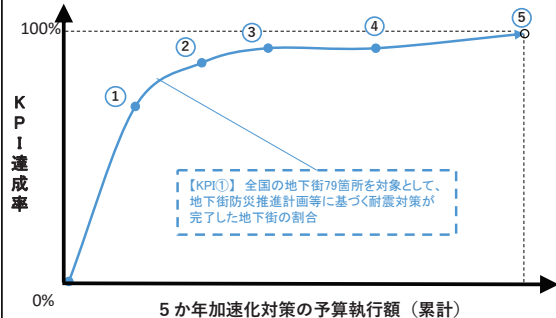 100%
①
②
③
④
⑤
KPI達成率
【KPI①】 全国の地下街79箇所を対象として、
地下街防災推進計画等に基づく耐震対策が
完了した地下街の割合
0%
５か年加速化対策の予算執行額（累計）